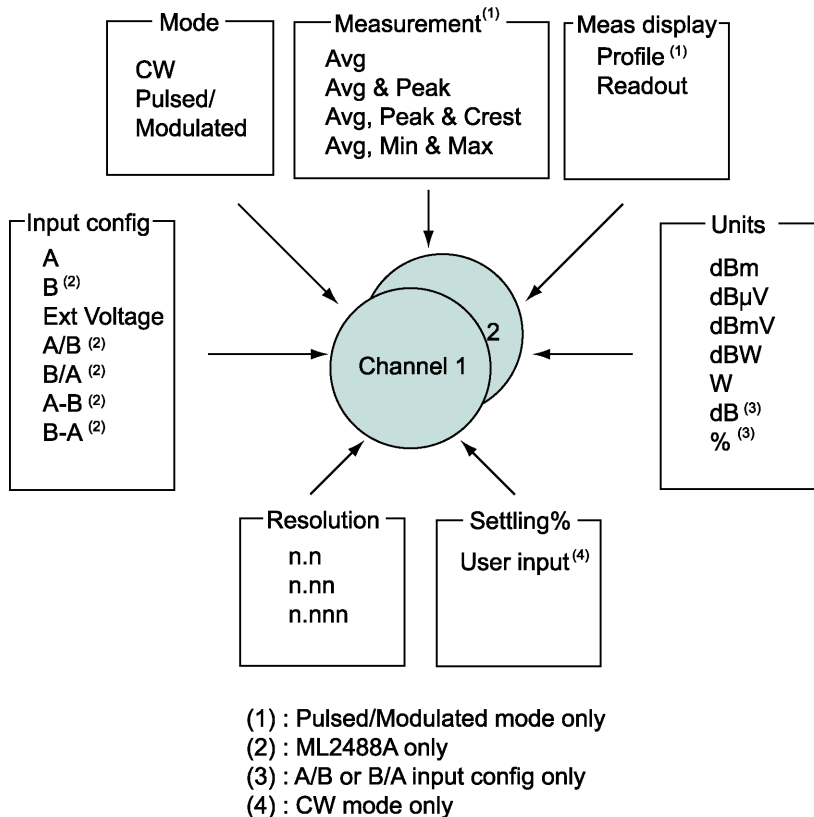 Mode
CW
Pulsed/
Modulated
Measurement(1)
Avg
Avg & Peak
Avg, Peak & Crest
Avg, Min & Max
Meas display
Profile (1)
Readout
Input config
A
B (2)
Ext Voltage
A/B (2)
B/A (2)
A-B (2)
B-A (2)
Channel 1
2
Units
dBm
dBµV
dBmV
dBW
W
dB (3)
% (3)
Resolution
n.n
n.nn
n.nnn
Settling%
User input(4)
(1) : Pulsed/Modulated mode only
(2) : ML2488A only
(3) : A/B or B/A input config only
(4) : CW mode only